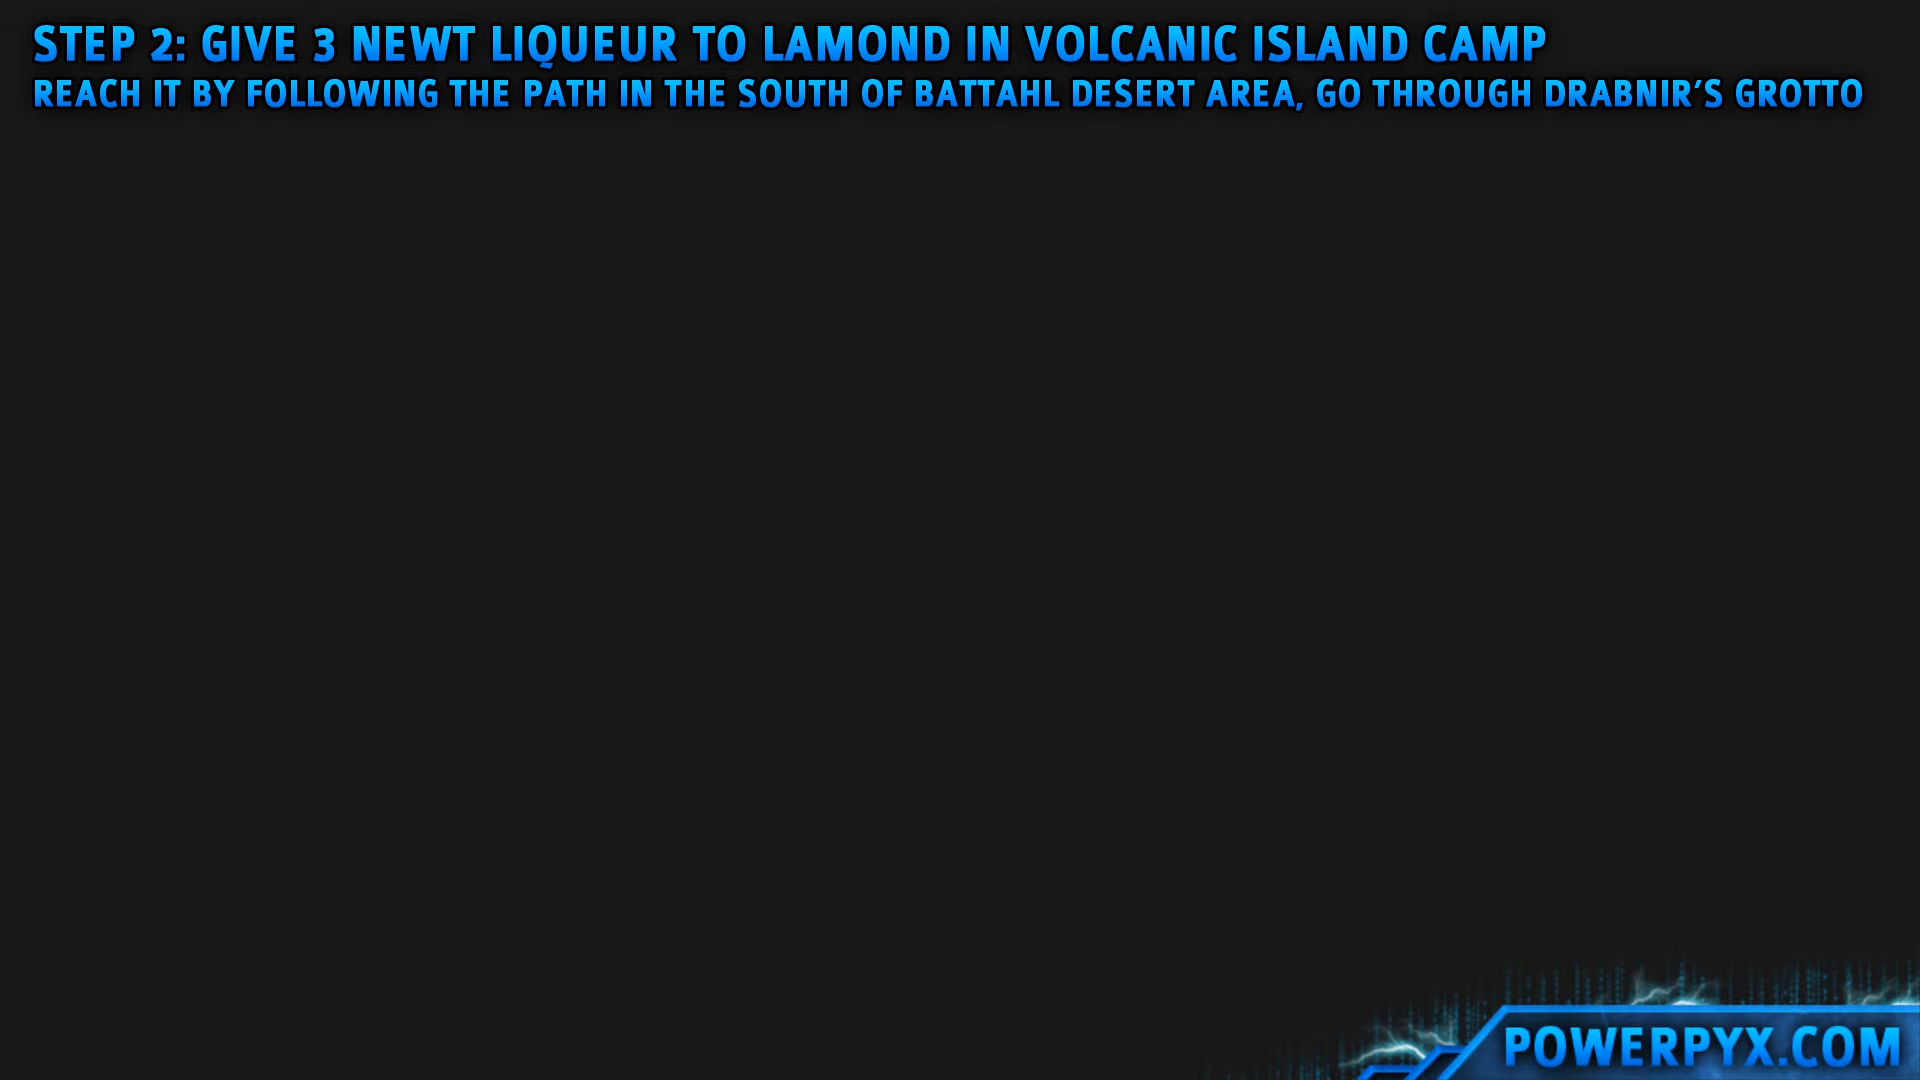 STEP 2: GIVE 3 NEWT LIQUEUR TO LAMOND IN VOLCANIC ISLAND CAMP
REACH IT BY FOLLOWING THE PATH IN THE SOUTH OF BATTAHL DESERT AREA, GO THROUGH DRABNIR'S GROTTO
POWERPYX.COM